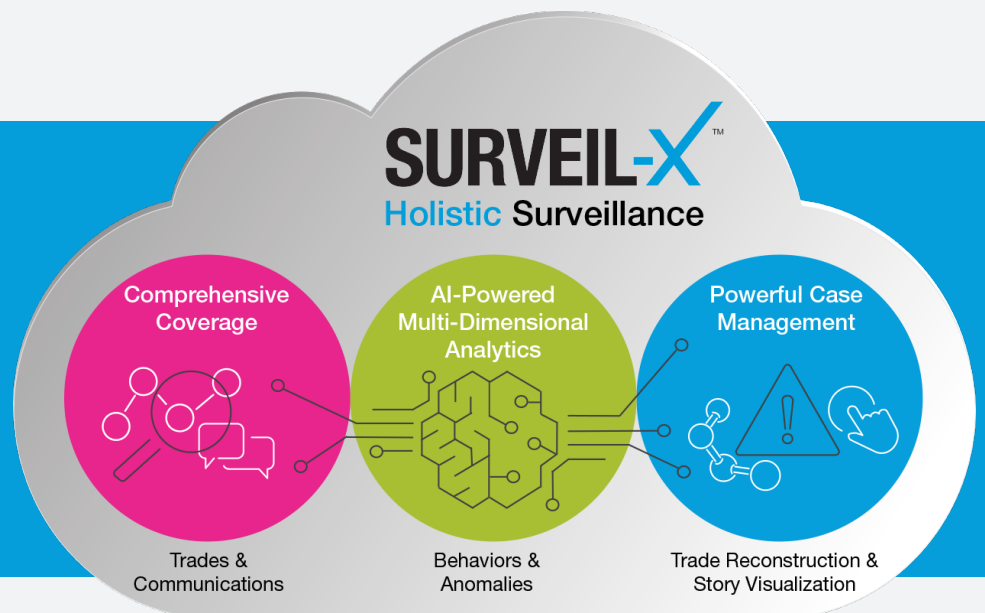 SURVEIL-X™
Holistic Surveillance
Comprehensive
Coverage
AI-Powered
Multi-Dimensional
Analytics
Powerful Case
Management
Trades &
Communications
Behaviors &
Anomalies
Trade Reconstruction &
Story Visualization